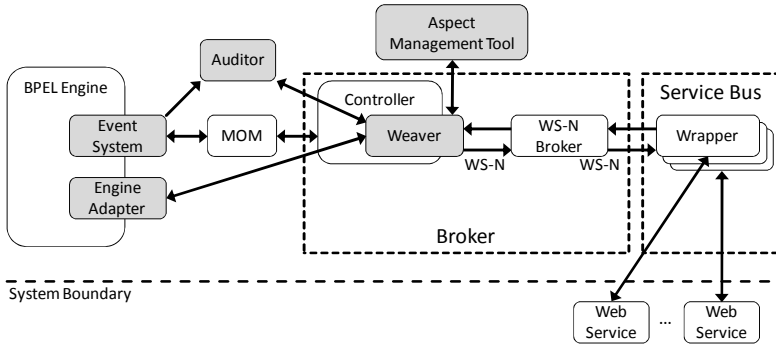 Aspect
Management Tool
Auditor
BPEL Engine
Controller
Service Bus
Event
System
MOM
Weaver
WS-N
Broker
Wrapper
WS-N
WS-N
Engine
Adapter
Broker
System Boundary
Web
Service
...
Web
Service